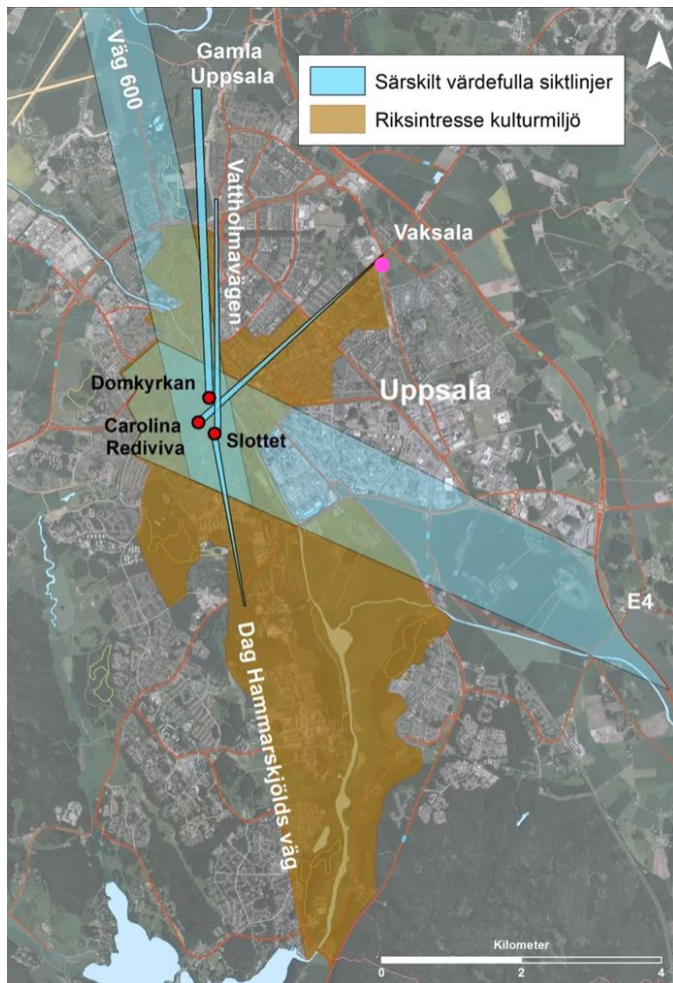 Väg 600
Gamla
Uppsala
Särskilt värdefulla siktlinjer
Riksintresse kulturmiljö
Vattholmavägen
Vaksala
Domkyrkan
Uppsala
Carolina
Rediviva
Slottet
E4
Dag Hammarskjölds väg
Kilometer
0 2 4